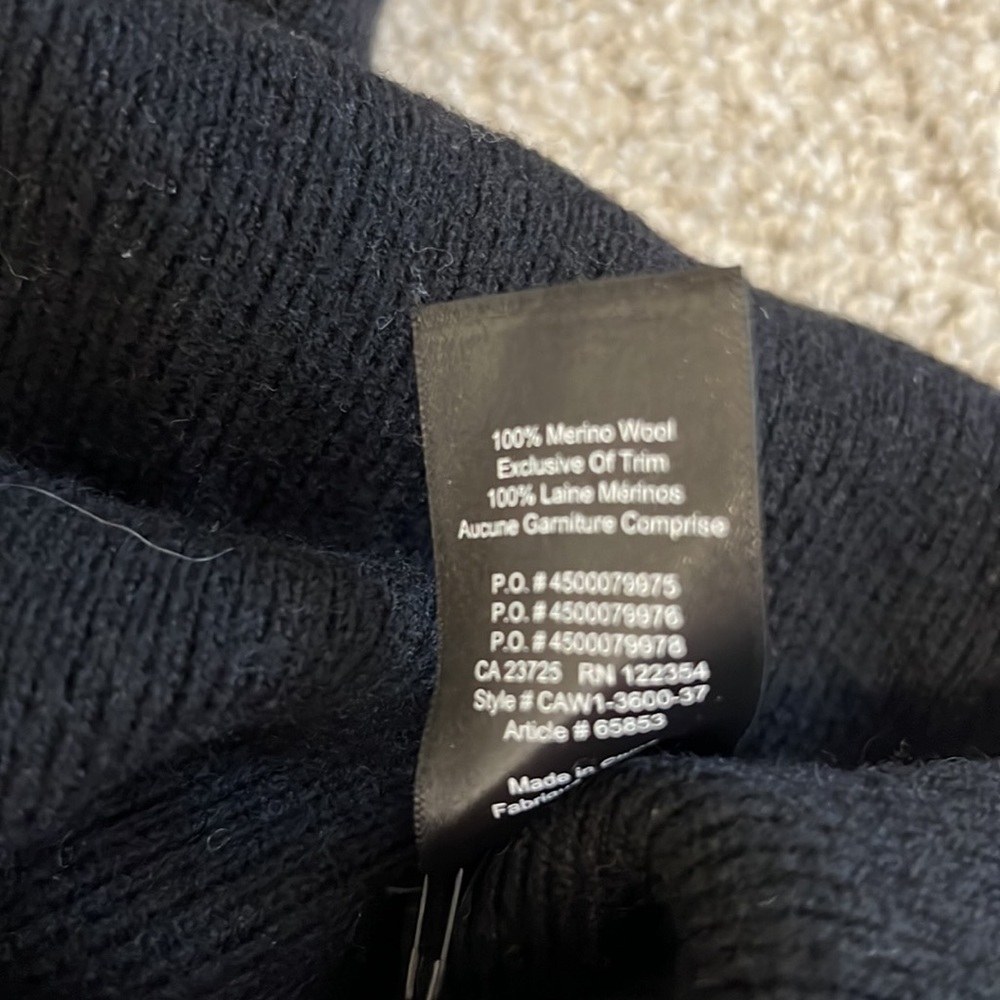 100% Merino Wool
Exclusive Of Trim
100% Laine Mérinos
Aucune Garniture Comprise
P.O. # 4500079975
P.O. # 4500079976
P.O. # 4500079978
CA 23725 RN 122354
Style # CAW1-3600-37
Article # 65853
Made in